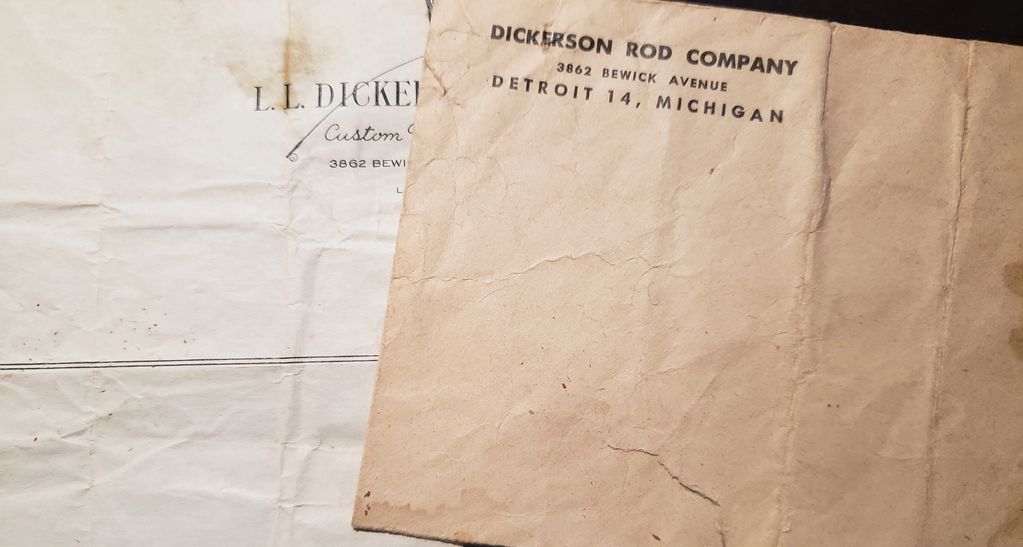 L. L. DICKE
Custom
3862 BEWI
L
DICKERSON ROD COMPANY
3862 BEWICK AVENUE
DETROIT 14, MICHIGAN